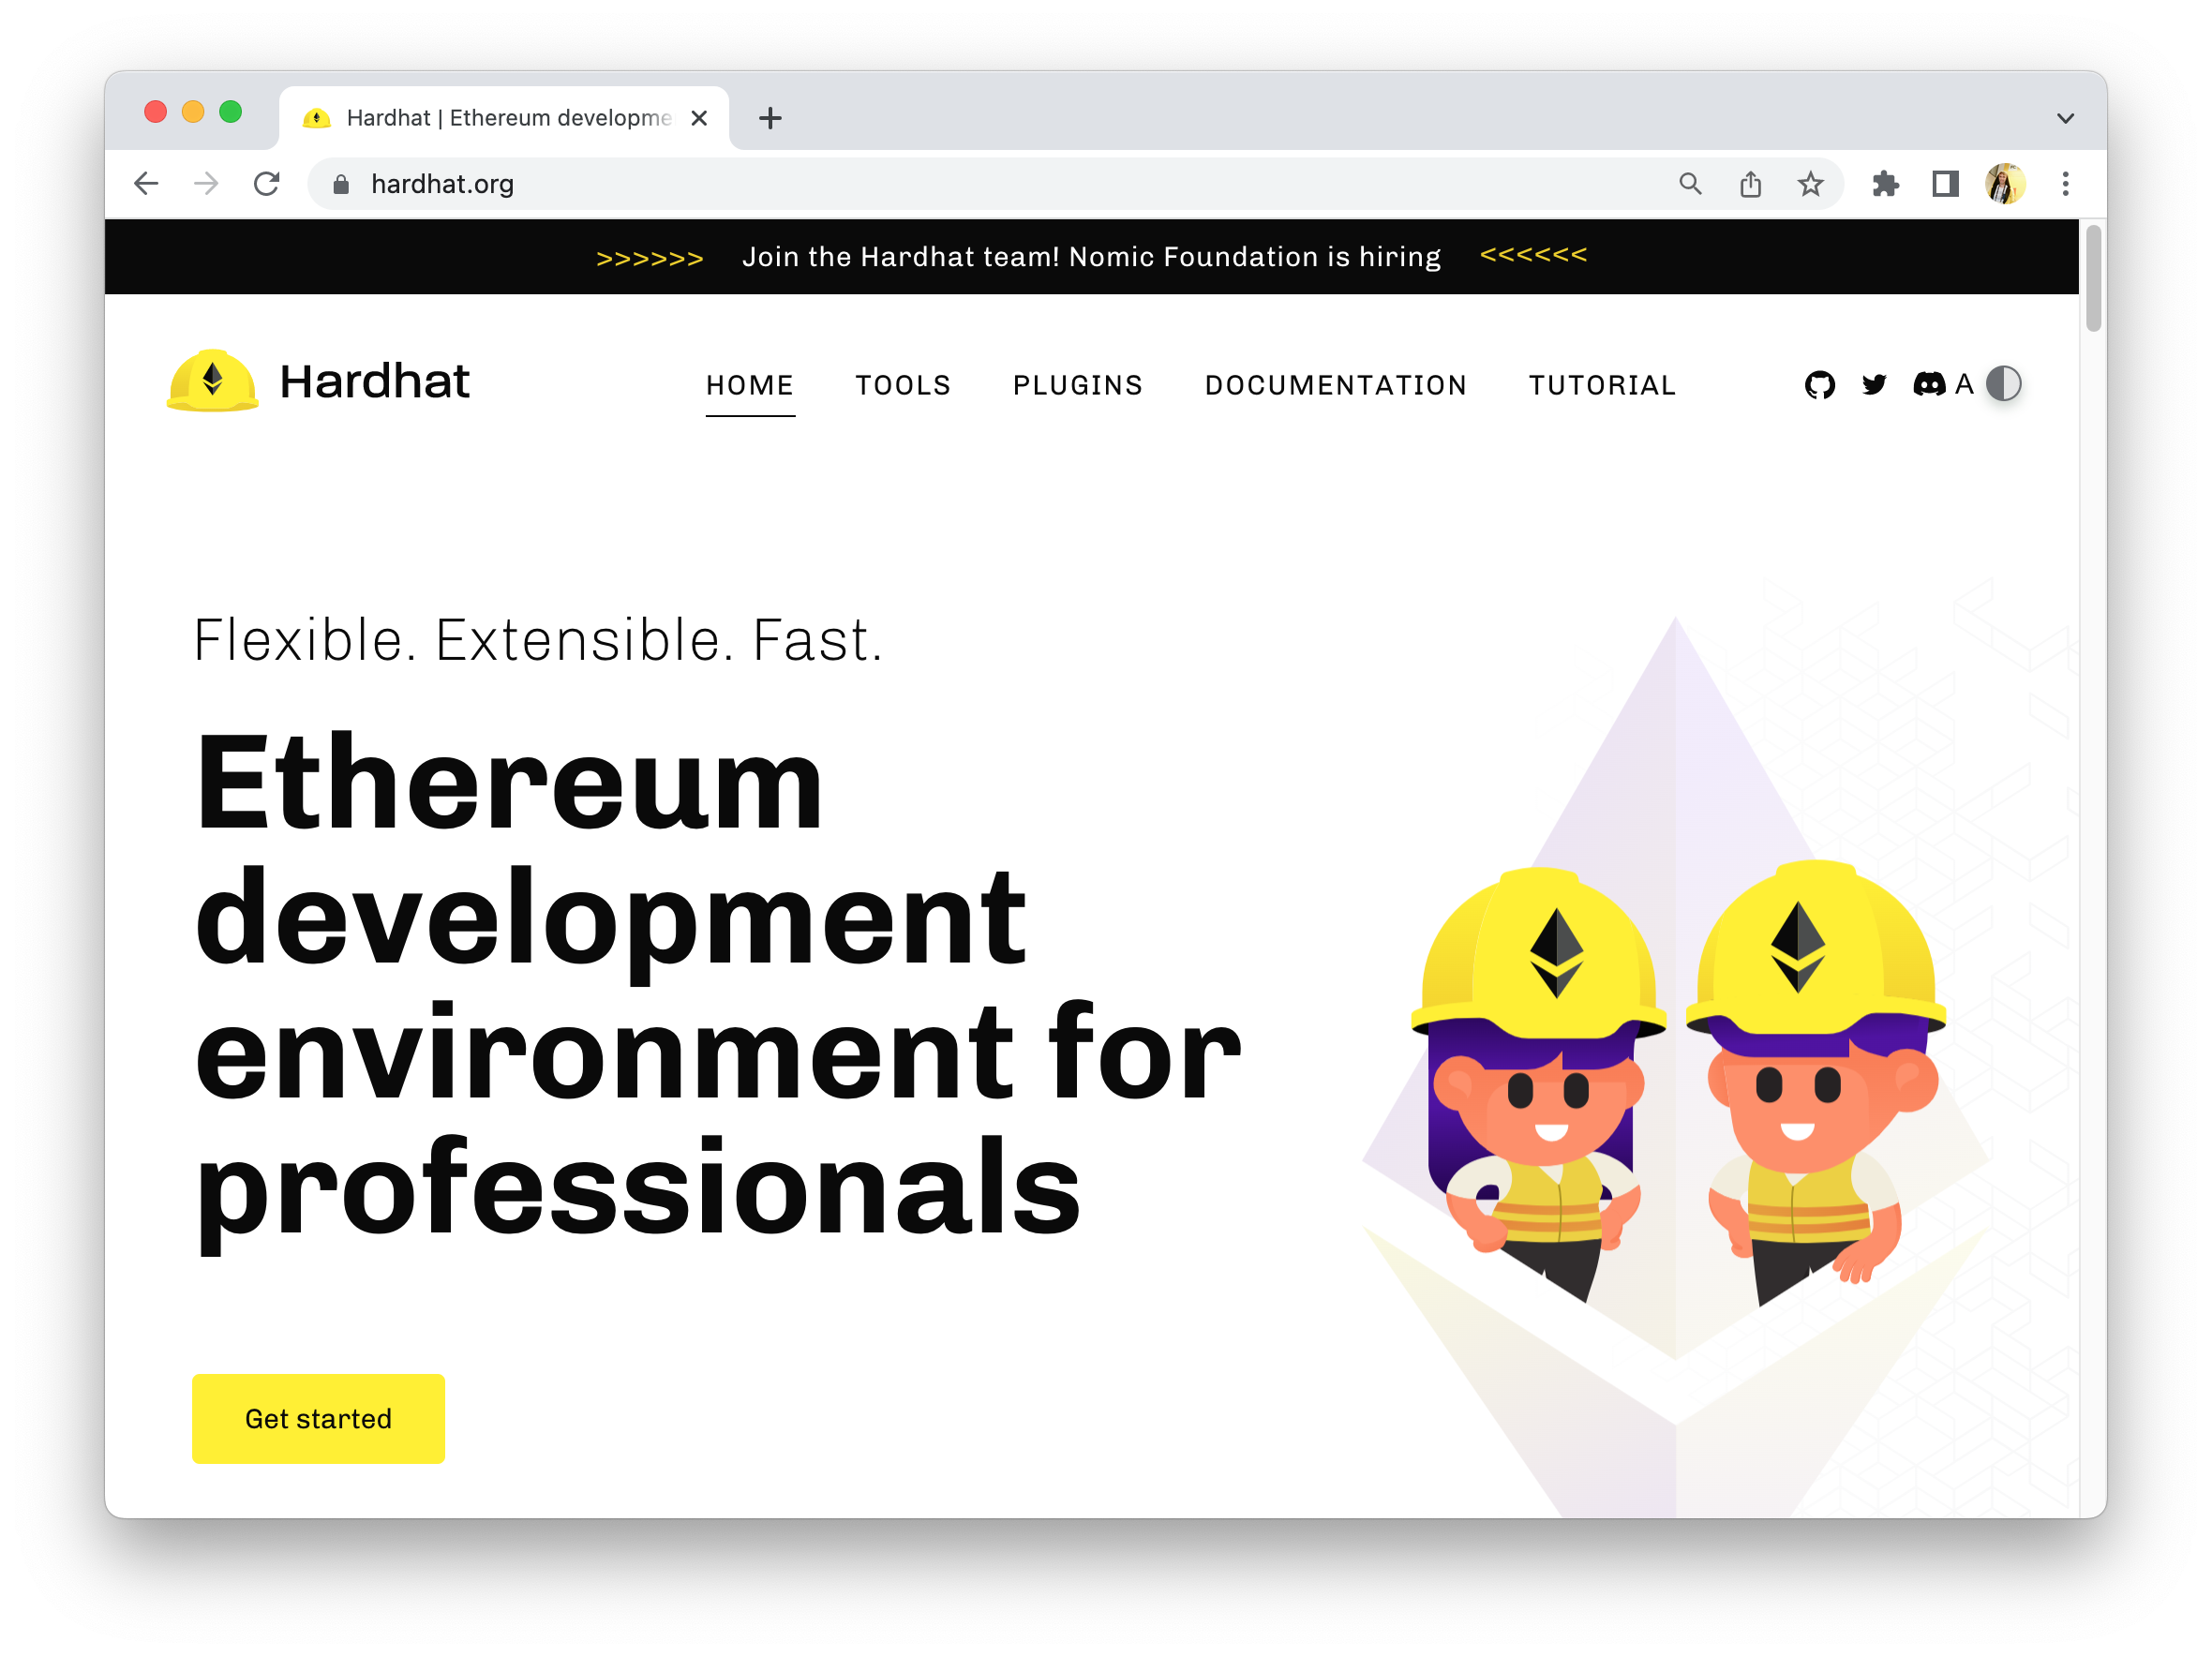 Hardhat | Ethereum developme
hardhat.org
>>>>>> Join the Hardhat team! Nomic Foundation is hiring <<<<<<
Hardhat
HOME TOOLS PLUGINS DOCUMENTATION TUTORIAL A
Flexible. Extensible. Fast.
Ethereum
development
environment for
professionals
Get started